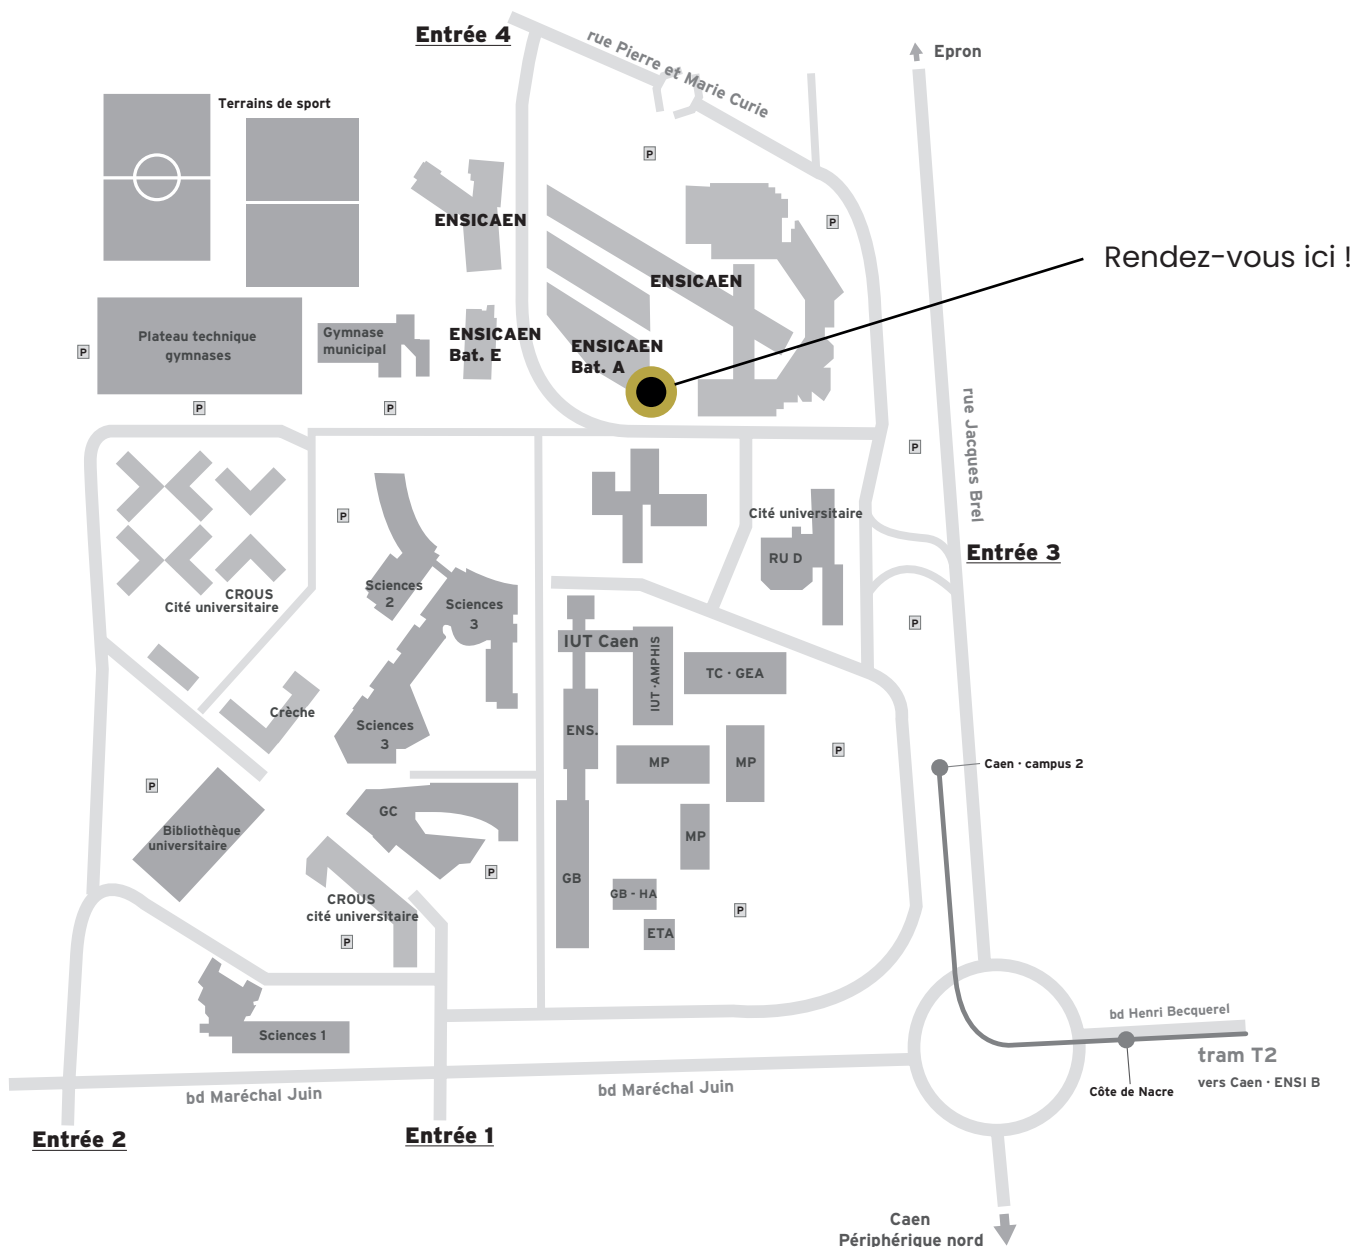 Entrée 4
rue Pierre et Marie Curie
Epron
Terrains de sport
P
P
ENSICAEN
Rendez-vous ici !
ENSICAEN
Plateau technique
gymnases
Gymnase
municipal
ENSICAEN
Bat. E
ENSICAEN
Bat. A
P
P
P
rue Jacques Brel
P
P
Cité universitaire
RU D
Entrée 3
Sciences
2
Sciences
3
CROUS
Cité universitaire
P
IUT Caen
IUT · AMPHIS
TC · GEA
Crèche
Sciences
3
ENS.
MP
MP
P
Caen · campus 2
P
GC
Bibliothèque
universitaire
MP
P
GB
GB - HA
CROUS
cité universitaire
P
P
ETA
bd Henri Becquerel
Sciences 1
tram T2
vers Caen · ENSI B
Côte de Nacre
bd Maréchal Juin
bd Maréchal Juin
Entrée 2
Entrée 1
Caen
Périphérique nord